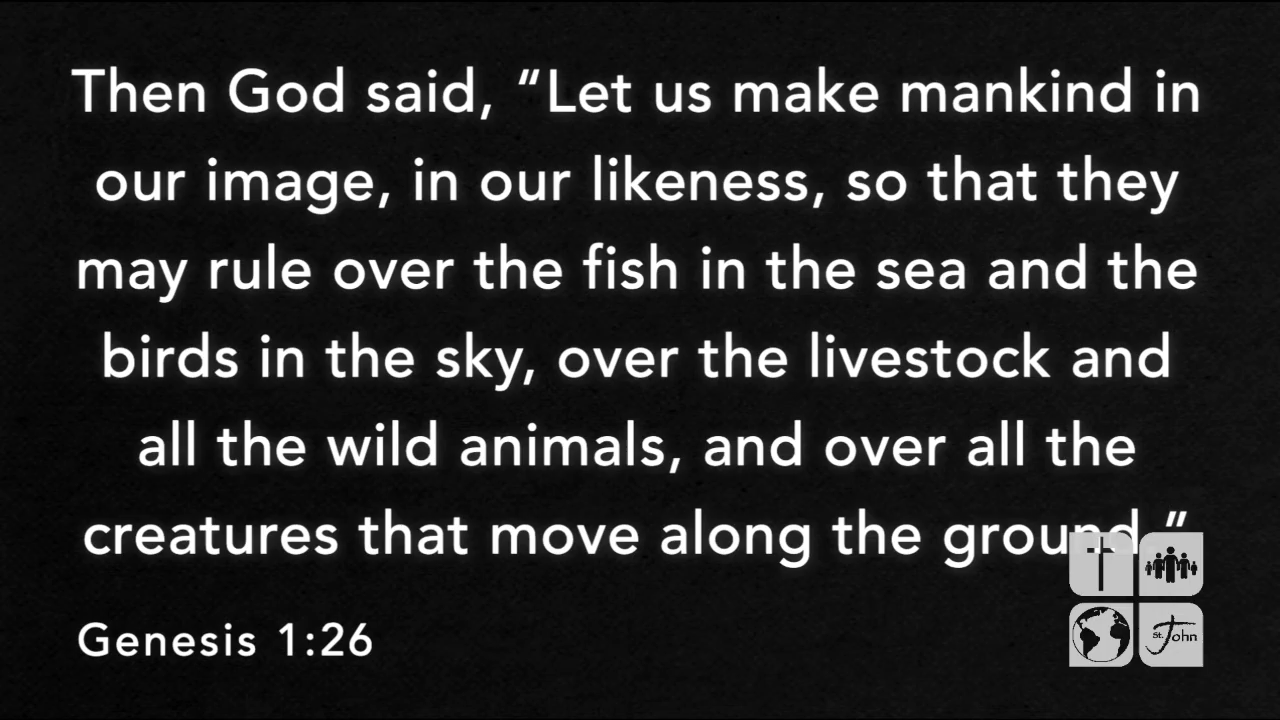 Then God said, “Let us make mankind in
our image, in our likeness, so that they
may rule over the fish in the sea and the
birds in the sky, over the livestock and
all the wild animals, and over all the
creatures that move along the ground.”
Genesis 1:26
St. John